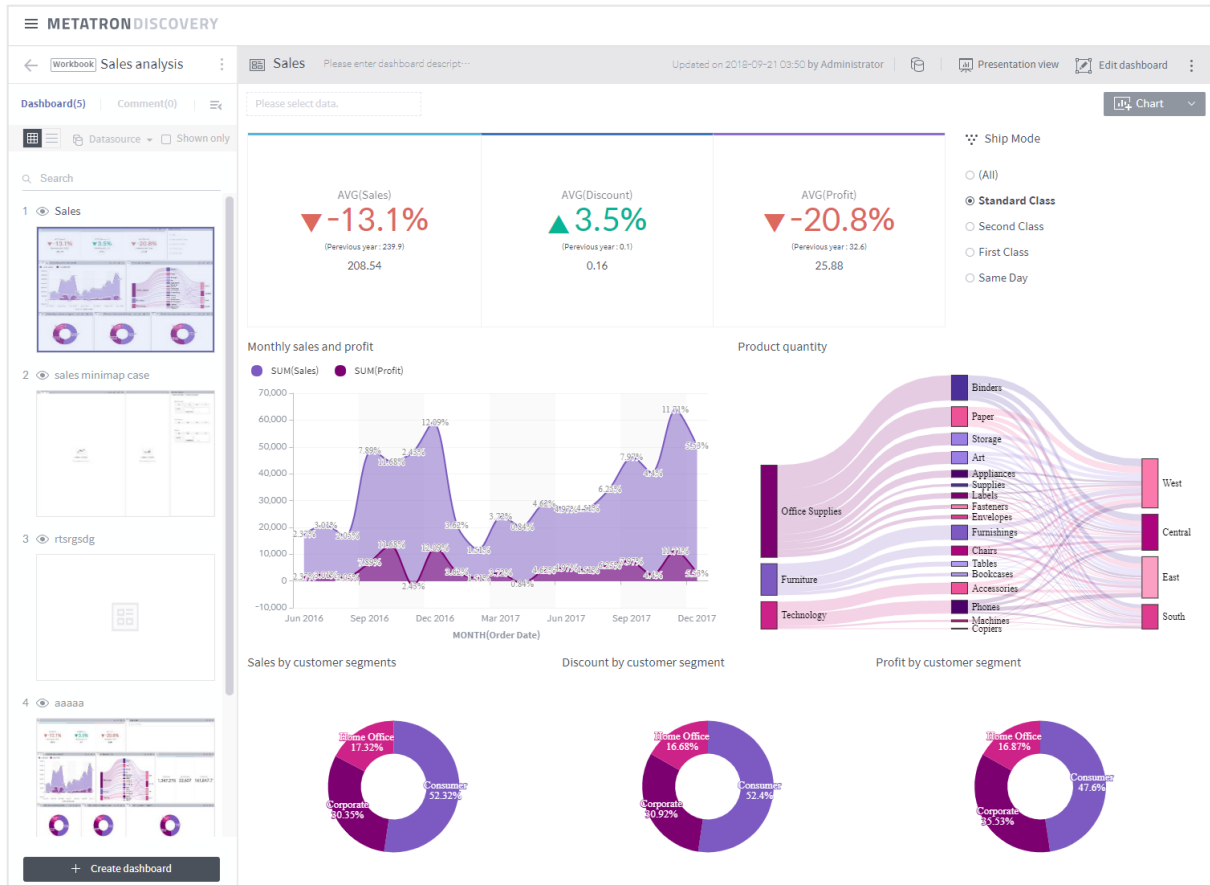 METATRON DISCOVERY
Workbook Sales analysis
Sales Please enter dashboard descript···
Updated on 2018-09-21 03:50 by Administrator
Presentation view
Edit dashboard
Dashboard(5) Comment(0)
Please select data.
Chart
Datasource Shown only
Search
1 Sales
2 sales minimap case
3 rtsrgsdg
4 aaaaa
+ Create dashboard
AVG(Sales)
-13.1%
(Perevious year : 239.9)
208.54
AVG(Discount)
3.5%
(Perevious year : 0.1)
0.16
AVG(Profit)
-20.8%
(Perevious year : 32.6)
25.88
Ship Mode
(All)
Standard Class
Second Class
First Class
Same Day
Monthly sales and profit
SUM(Sales) SUM(Profit)
70,000
60,000
50,000
40,000
30,000
20,000
10,000
0
-10,000
12.09%
Jun 2016 Sep 2016 Dec 2016 Mar 2017 Jun 2017 Sep 2017 Dec 2017
MONTH(Order Date)
Product quantity
Office Supplies
Furniture
Technology
Binders
Paper
Storage
Art
Appliances
Supplies
Labels
Fasteners
Envelopes
Furnishings
Chairs
Tables
Bookcases
Accessories
Phones
Machines
Copiers
West
Central
East
South
Sales by customer segments
Home Office
17.32%
Consumer
52.32%
Corporate
30.35%
Discount by customer segment
Home Office
16.68%
Consumer
52.4%
Corporate
30.92%
Profit by customer segment
Home Office
16.87%
Consumer
47.6%
Corporate
35.53%